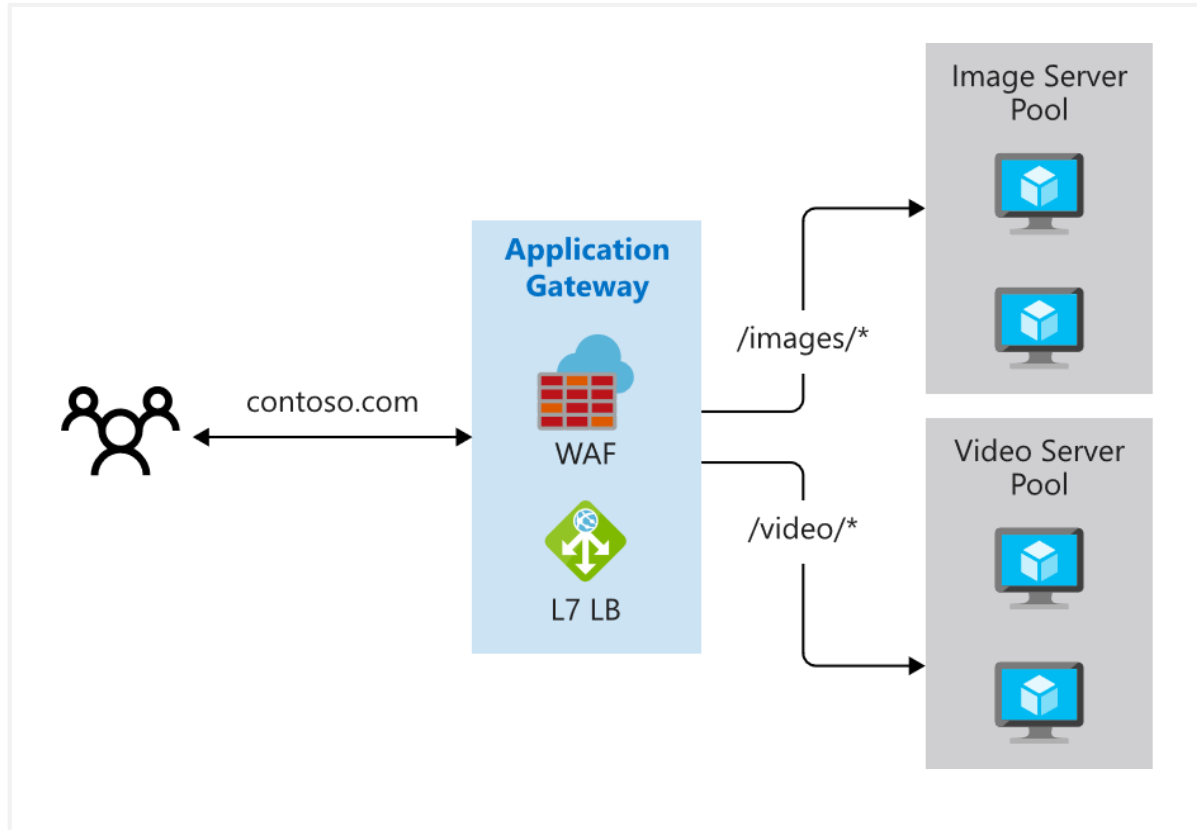 contoso.com
Application
Gateway
WAF
L7 LB
/images/*
/video/*
Image Server
Pool
Video Server
Pool